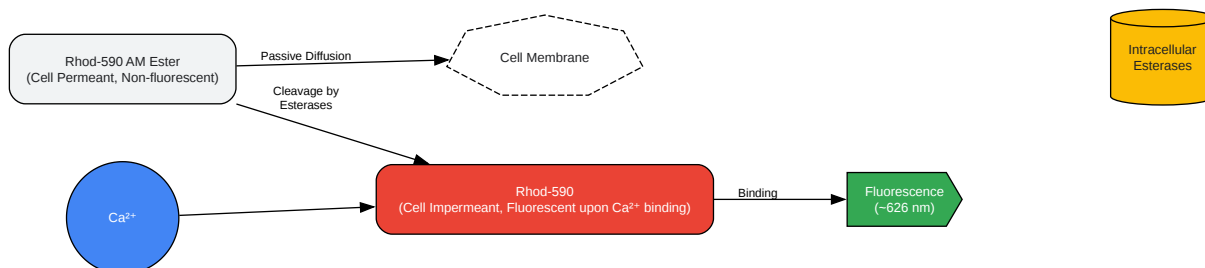 Rhod-590 AM Ester
(Cell Permeant, Non-fluorescent)
Passive Diffusion
Cell Membrane
Intracellular
Esterases
Cleavage by
Esterases
Ca²⁺
Rhod-590
(Cell Impermeant, Fluorescent upon Ca²⁺ binding)
Binding
Fluorescence
(~626 nm)